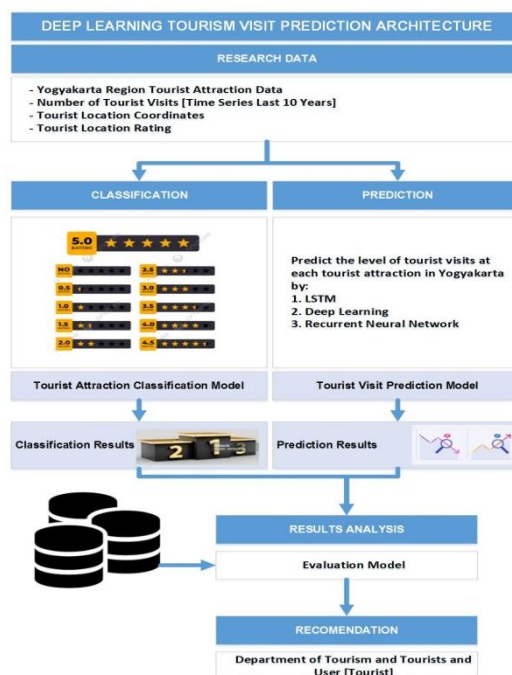 DEEP LEARNING TOURISM VISIT PREDICTION ARCHITECTURE
RESEARCH DATA
- Yogyakarta Region Tourist Attraction Data
- Number of Tourist Visits [Time Series Last 10 Years]
- Tourist Location Coordinates
- Tourist Location Rating
CLASSIFICATION
5.0
RATING
NO
0.5
1.0
1.5
2.0
2.5
3.0
3.5
4.0
4.5
Tourist Attraction Classification Model
Classification Results
2 1 3
PREDICTION
Predict the level of tourist visits at
each tourist attraction in Yogyakarta
by:
1. LSTM
2. Deep Learning
3. Recurrent Neural Network
Tourist Visit Prediction Model
Prediction Results
RESULTS ANALYSIS
Evaluation Model
RECOMENDATION
Department of Tourism and Tourists and
User [Tourist]